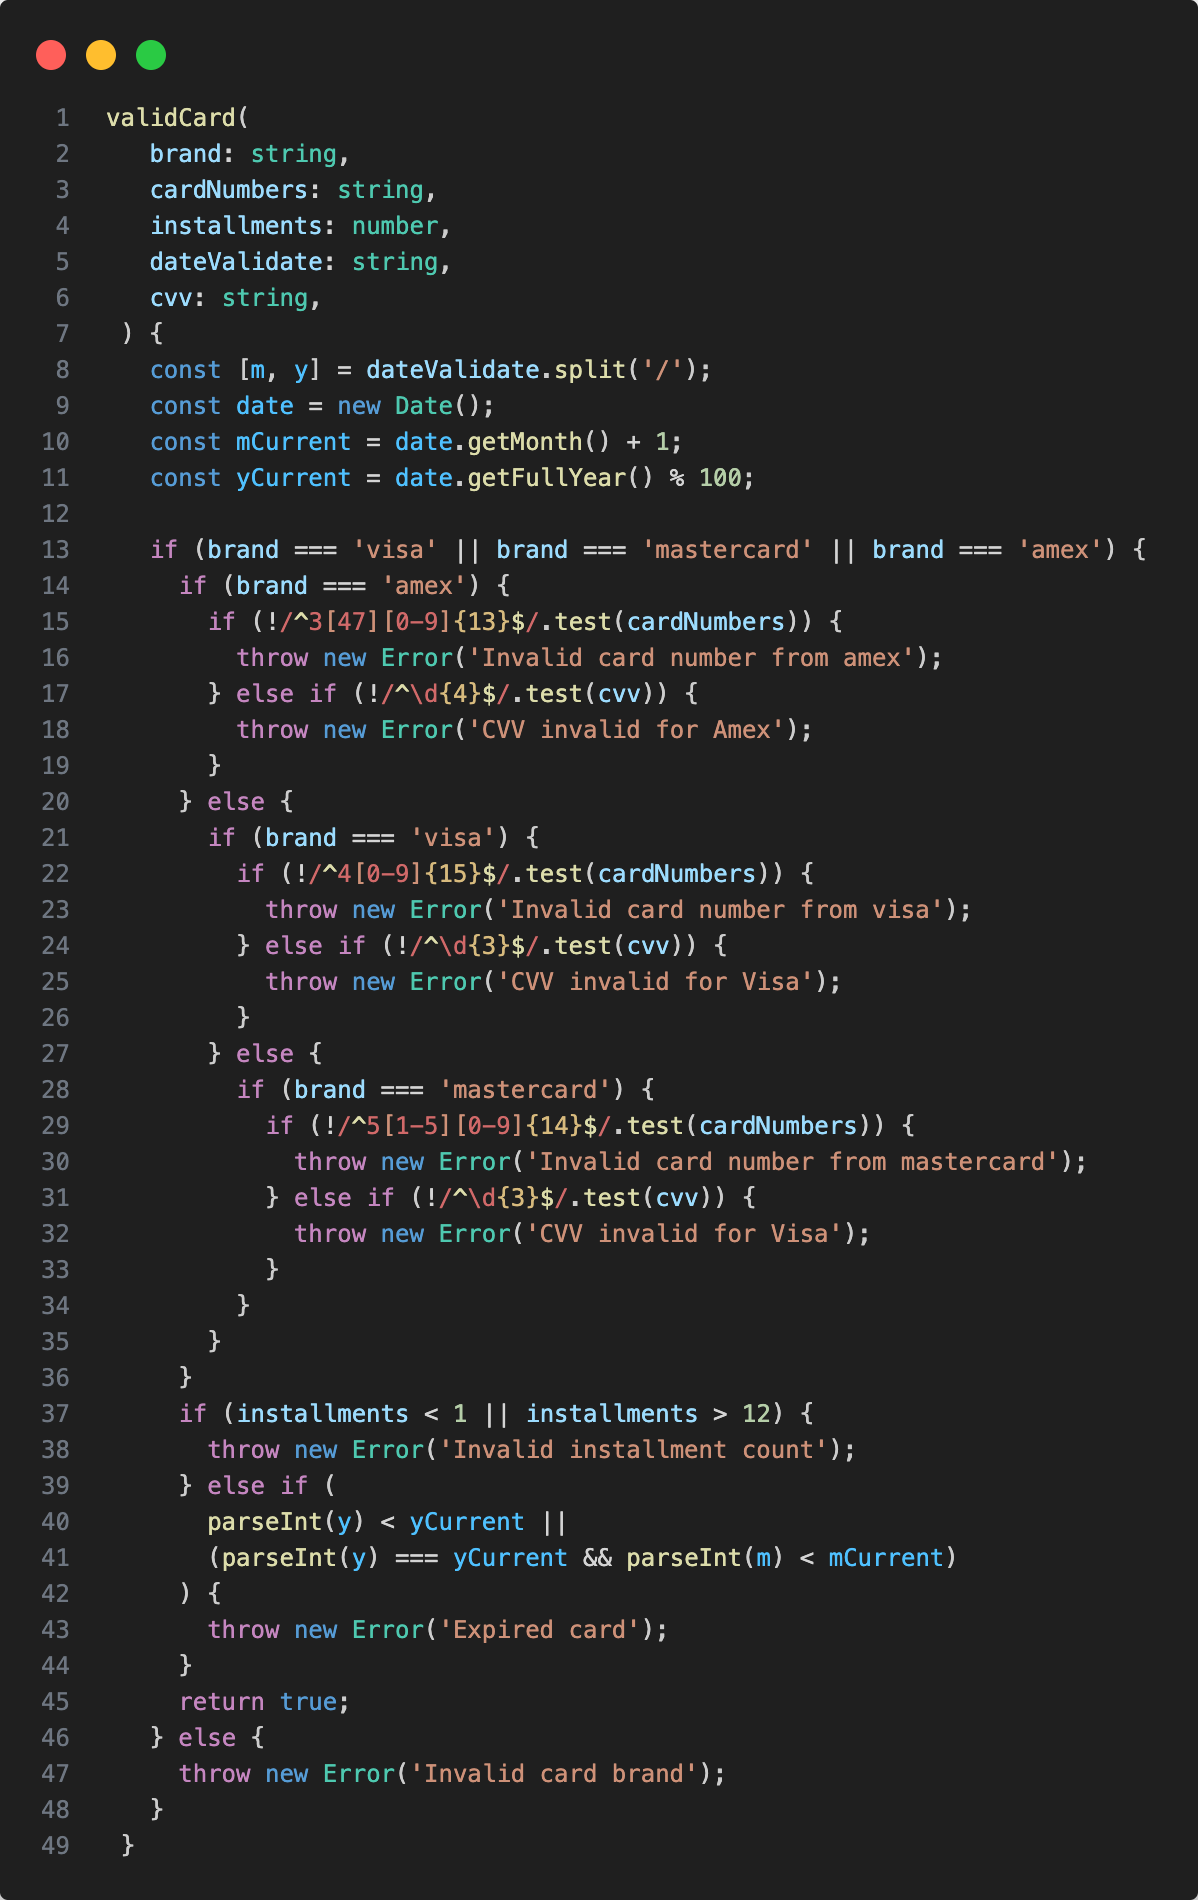 1 validCard(
2 brand: string,
3 cardNumbers: string,
4 installments: number,
5 dateValidate: string,
6 cvv: string,
7 ) {
8 const [m, y] = dateValidate.split('/');
9 const date = new Date();
10 const mCurrent = date.getMonth() + 1;
11 const yCurrent = date.getFullYear() % 100;
12
13 if (brand === 'visa' || brand === 'mastercard' || brand === 'amex') {
14 if (brand === 'amex') {
15 if (!/^3[47][0-9]{13}$/.test(cardNumbers)) {
16 throw new Error('Invalid card number from amex');
17 } else if (!/^\d{4}$/.test(cvv)) {
18 throw new Error('CVV invalid for Amex');
19 }
20 } else {
21 if (brand === 'visa') {
22 if (!/^4[0-9]{15}$/.test(cardNumbers)) {
23 throw new Error('Invalid card number from visa');
24 } else if (!/^\d{3}$/.test(cvv)) {
25 throw new Error('CVV invalid for Visa');
26 }
27 } else {
28 if (brand === 'mastercard') {
29 if (!/^5[1-5][0-9]{14}$/.test(cardNumbers)) {
30 throw new Error('Invalid card number from mastercard');
31 } else if (!/^\d{3}$/.test(cvv)) {
32 throw new Error('CVV invalid for Visa');
33 }
34 }
35 }
36 }
37 if (installments < 1 || installments > 12) {
38 throw new Error('Invalid installment count');
39 } else if (
40 parseInt(y) < yCurrent ||
41 (parseInt(y) === yCurrent && parseInt(m) < mCurrent)
42 ) {
43 throw new Error('Expired card');
44 }
45 return true;
46 } else {
47 throw new Error('Invalid card brand');
48 }
49 }